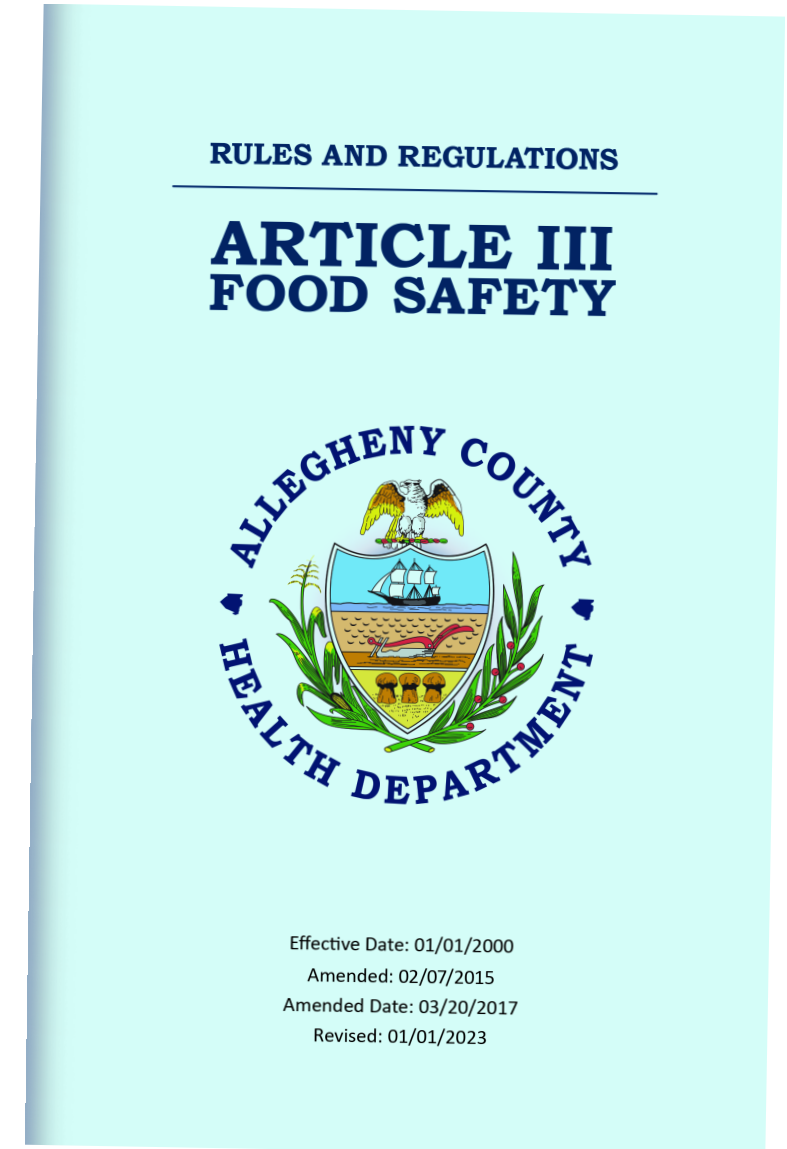 RULES AND REGULATIONS
ARTICLE III
FOOD SAFETY
ALLEGHENY COUNTY
HEALTH DEPARTMENT
Effective Date: 01/01/2000
Amended: 02/07/2015
Amended Date: 03/20/2017
Revised: 01/01/2023